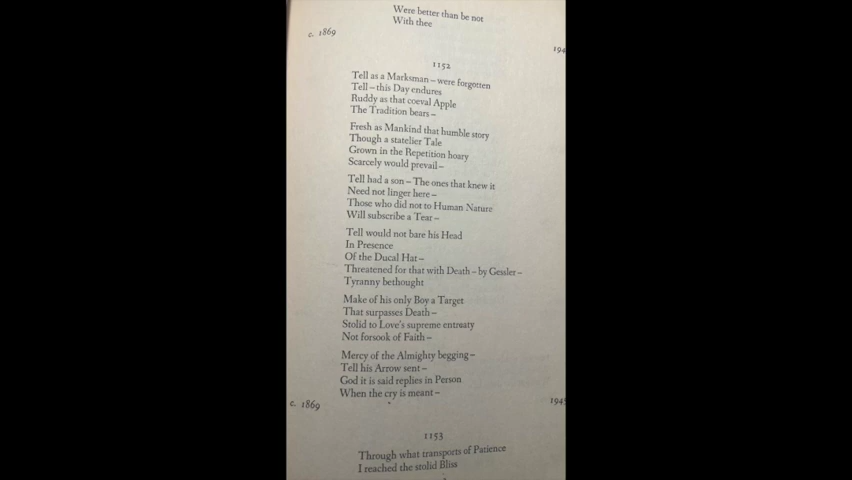 Were better than be not
With thee
c. 1869
194
1152
Tell as a Marksman – were forgotten
Tell – this Day endures
Ruddy as that coeval Apple
The Tradition bears –
Fresh as Mankind that humble story
Though a statelier Tale
Grown in the Repetition hoary
Scarcely would prevail –
Tell had a son – The ones that knew it
Need not linger here –
Those who did not to Human Nature
Will subscribe a Tear –
Tell would not bare his Head
In Presence
Of the Ducal Hat –
Threatened for that with Death – by Gessler –
Tyranny bethought
Make of his only Boy a Target
That surpasses Death –
Stolid to Love's supreme entreaty
Not forsook of Faith –
Mercy of the Almighty begging –
Tell his Arrow sent –
God it is said replies in Person
When the cry is meant –
c. 1869
1945
1153
Through what transports of Patience
I reached the stolid Bliss